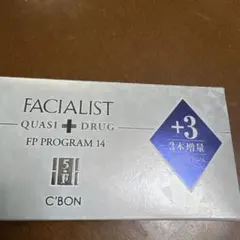 FACIALIST
QUASI DRUG
FP PROGRAM 14
+3
3本増量
C'BON